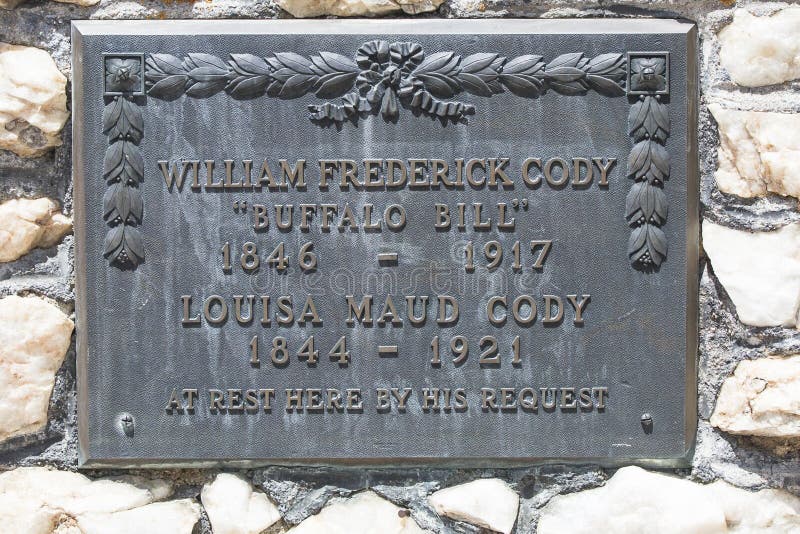 WILLIAM FREDERICK CODY
"BUFFALO BILL"
1846 - 1917
LOUISA MAUD CODY
1844 - 1921
AT REST HERE BY HIS REQUEST